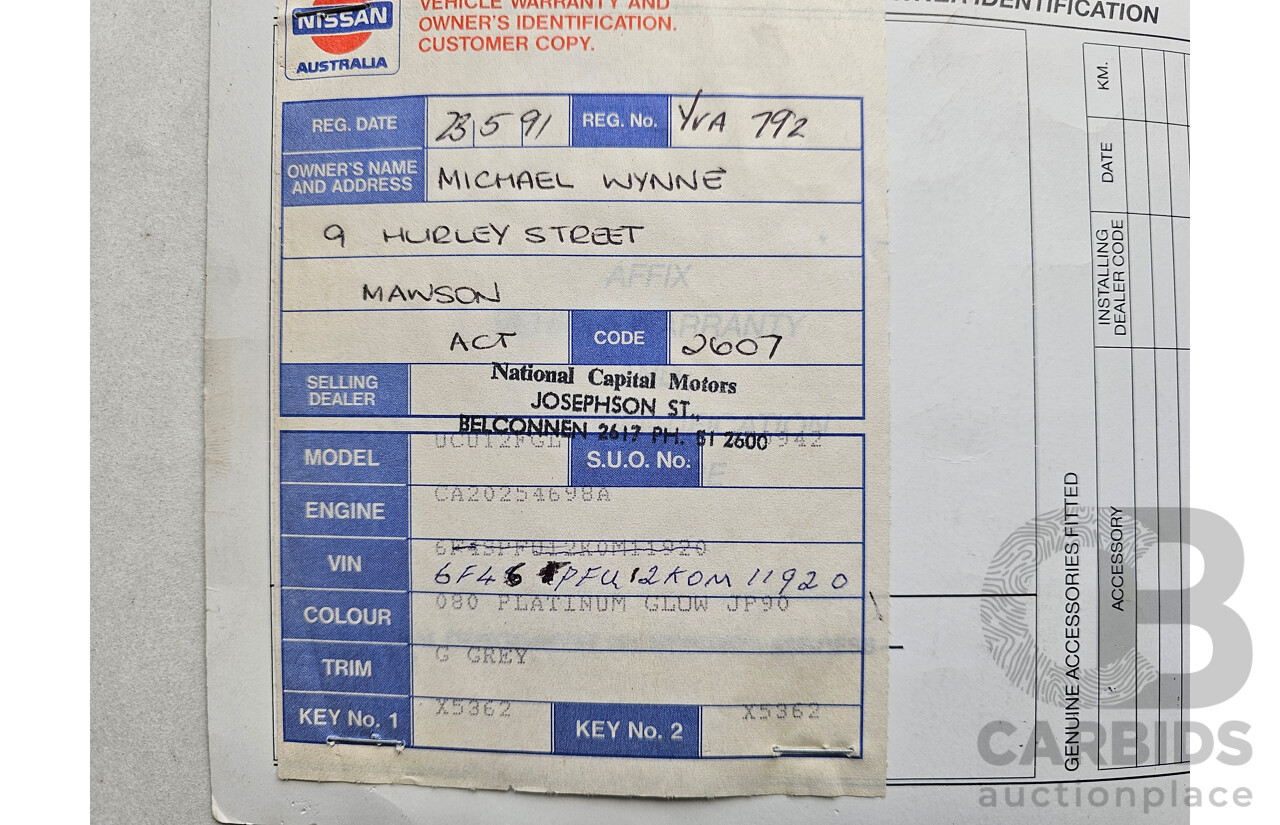 NISSAN
AUSTRALIA
VEHICLE WARRANTY AND
OWNER'S IDENTIFICATION.
CUSTOMER COPY.
REG. DATE 23 5 91 REG. No. YVA 792
OWNER'S NAME AND ADDRESS MICHAEL WYNNE
9 HURLEY STREET
MAWSON
ACT CODE 2607
SELLING DEALER National Capital Motors
JOSEPHSON ST.,
BELCONNEN 2617 PH. 51 2600
MODEL S.U.O. No.
ENGINE CA20254698A
VIN 6F4SPFU12K0M11920
6F4 PFU12K0M 11920
COLOUR 080 PLATINUM GLOW JP90
TRIM G GREY
KEY No. 1 X5362 KEY No. 2 X5362
AFFIX
IDENTIFICATION
GENUINE ACCESSORIES FITTED
ACCESSORY
INSTALLING DEALER CODE
DATE
KM.
CARBIDS
auctionplace